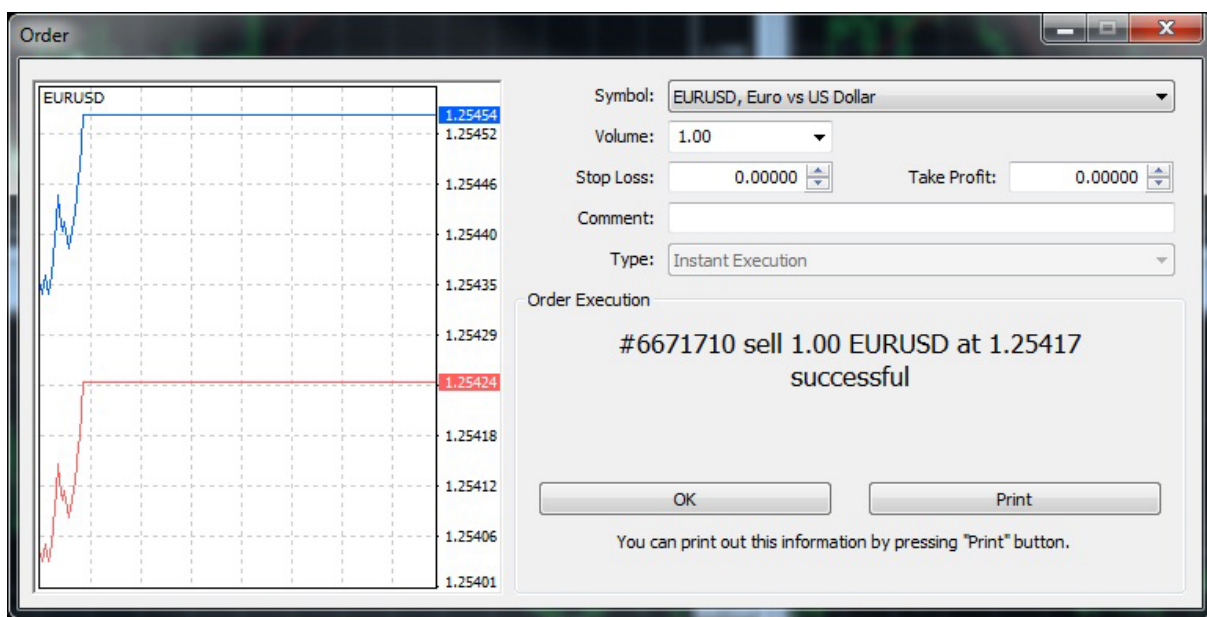 Order
EURUSD
1.25454
1.25452
1.25446
1.25440
1.25435
1.25429
1.25424
1.25418
1.25412
1.25406
1.25401
Symbol: EURUSD, Euro vs US Dollar
Volume: 1.00
Stop Loss: 0.00000 Take Profit: 0.00000
Comment:
Type: Instant Execution
Order Execution
#6671710 sell 1.00 EURUSD at 1.25417
successful
OK Print
You can print out this information by pressing "Print" button.